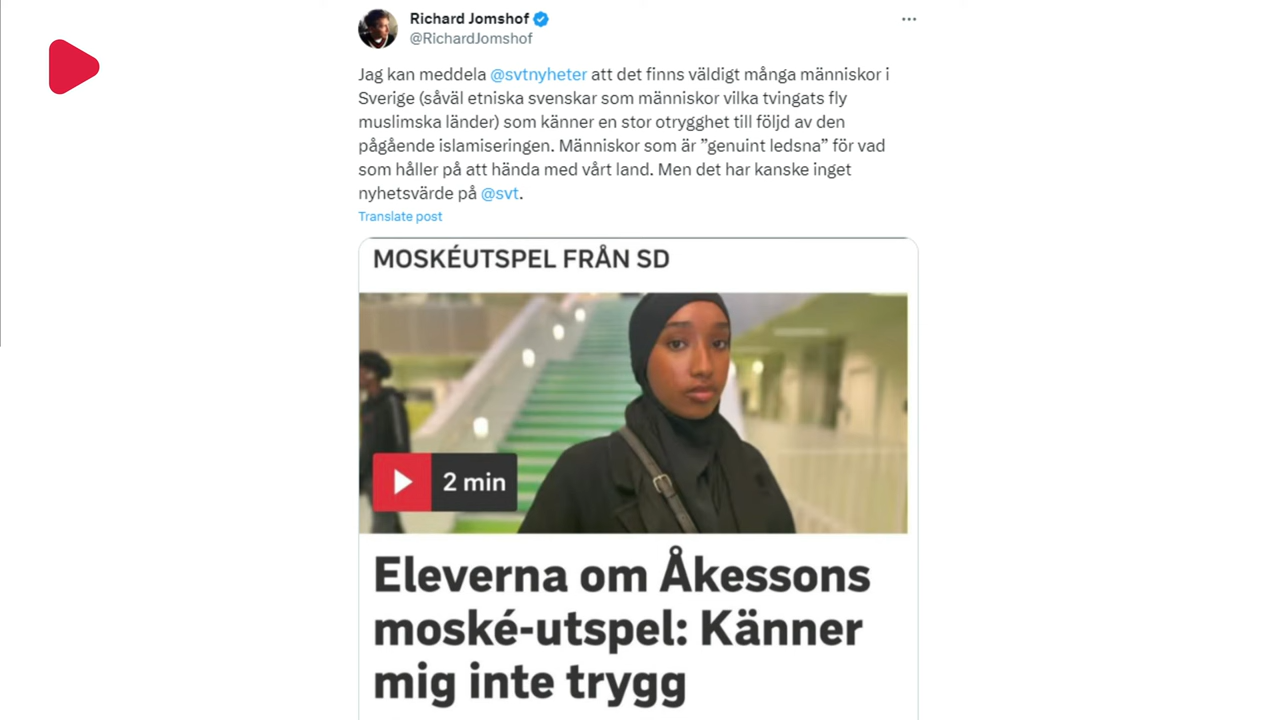 Richard Jomshof
@RichardJomshof
Jag kan meddela @svtnyheter att det finns väldigt många människor i
Sverige (såväl etniska svenskar som människor vilka tvingats fly
muslimska länder) som känner en stor otrygghet till följd av den
pågående islamiseringen. Människor som är ”genuint ledsna” för vad
som håller på att hända med vårt land. Men det har kanske inget
nyhetsvärde på @svt.
Translate post
MOSKÉUTSPEL FRÅN SD
2 min
Eleverna om Åkessons
moské-utspel: Känner
mig inte trygg